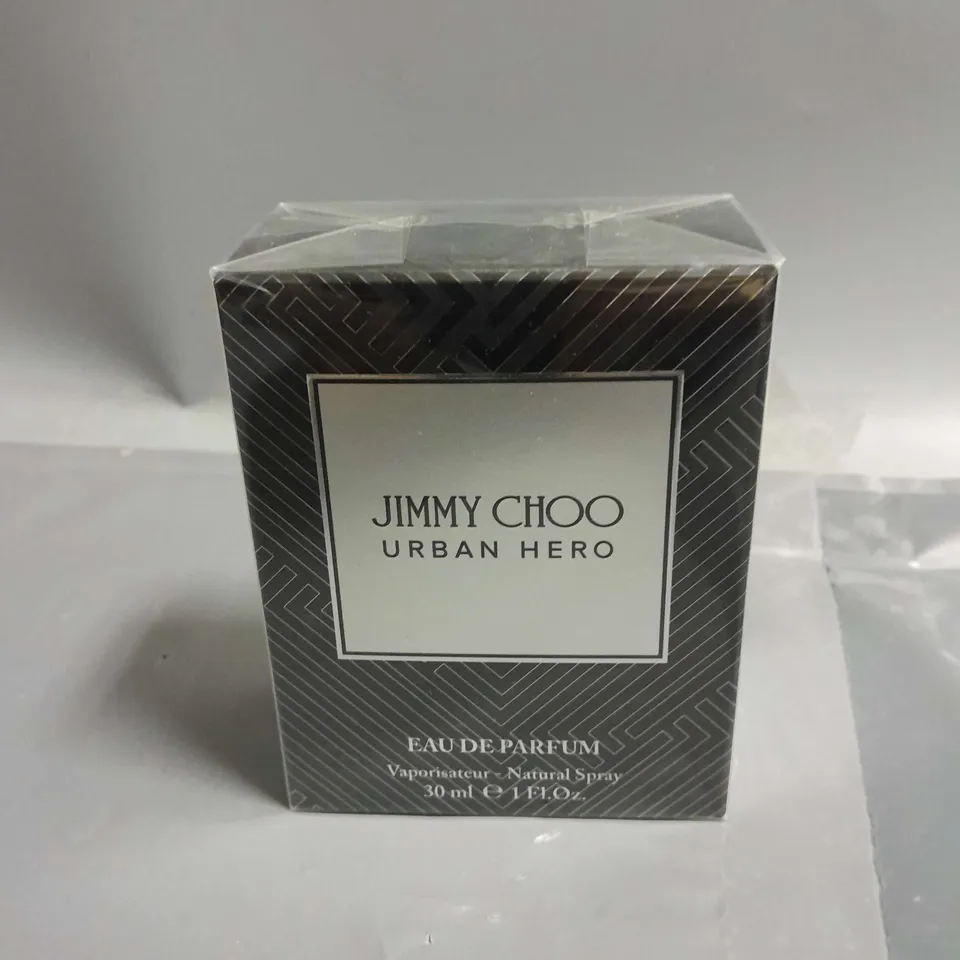 JIMMY CHOO
URBAN HERO
EAU DE PARFUM
Vaporisateur - Natural Spray
30 ml ℮ 1 Fl.Oz.